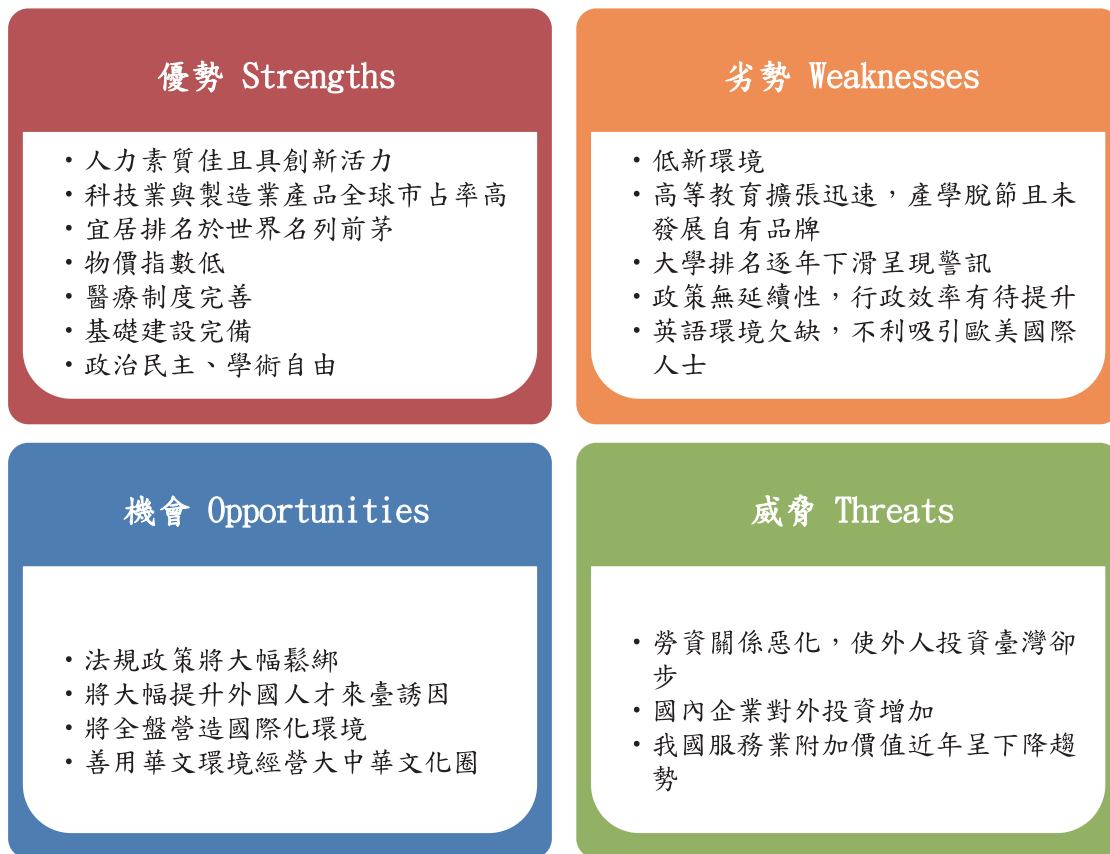 優勢 Strengths
・人力素質佳且具創新活力
・科技業與製造業產品全球市占率高
・宜居排名於世界名列前茅
・物價指數低
・醫療制度完善
・基礎建設完備
・政治民主、學術自由
劣勢 Weaknesses
・低新環境
・高等教育擴張迅速，產學脫節且未
發展自有品牌
・大學排名逐年下滑呈現警訊
・政策無延續性，行政效率有待提升
・英語環境欠缺，不利吸引歐美國際
人士
機會 Opportunities
・法規政策將大幅鬆綁
・將大幅提升外國人才來臺誘因
・將全盤營造國際化環境
・善用華文環境經營大中華文化圈
威脅 Threats
・勞資關係惡化，使外人投資臺灣卻
步
・國內企業對外投資增加
・我國服務業附加價值近年呈下降趨
勢